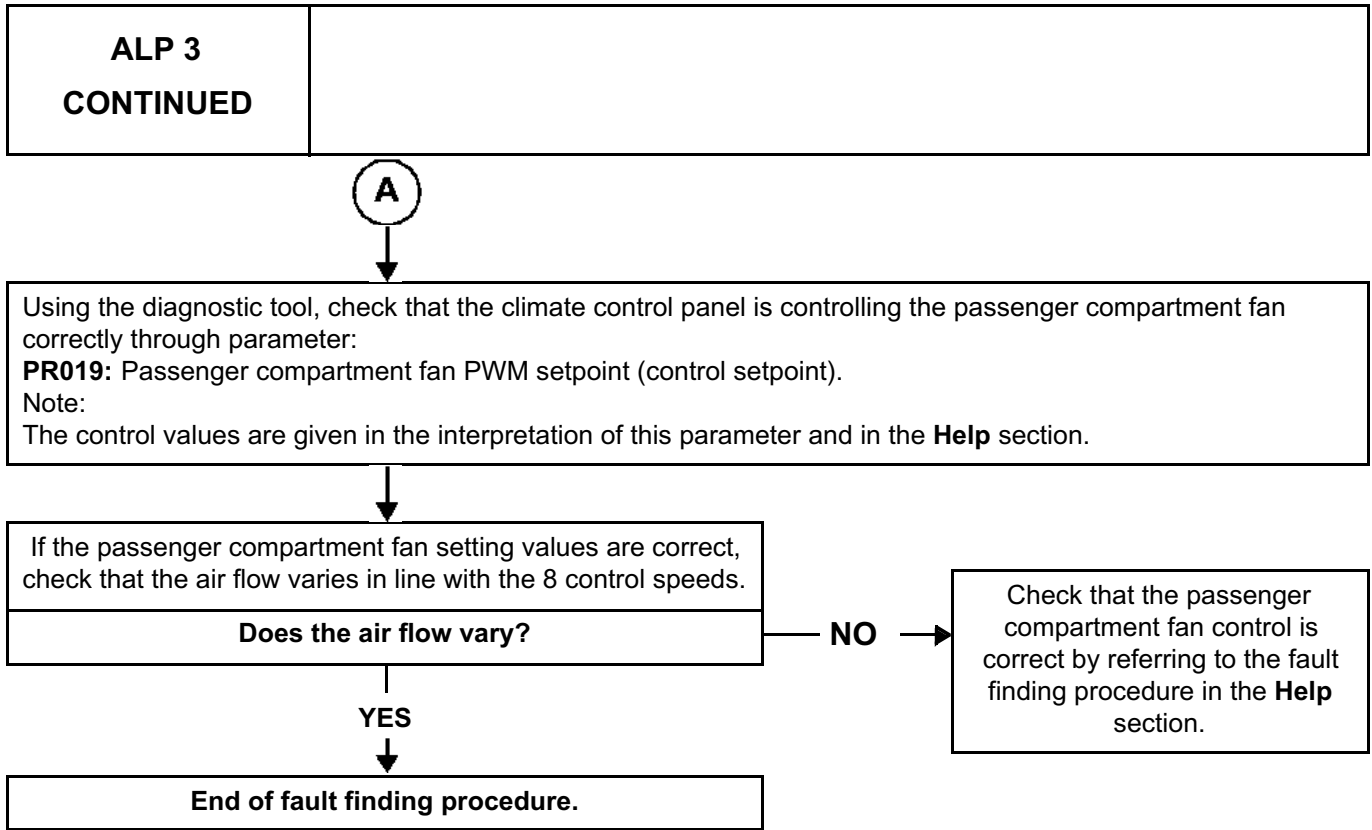 ALP 3
CONTINUED
A
Using the diagnostic tool, check that the climate control panel is controlling the passenger compartment fan
correctly through parameter:
PR019: Passenger compartment fan PWM setpoint (control setpoint).
Note:
The control values are given in the interpretation of this parameter and in the Help section.
If the passenger compartment fan setting values are correct,
check that the air flow varies in line with the 8 control speeds.
Does the air flow vary?
NO
Check that the passenger
compartment fan control is
correct by referring to the fault
finding procedure in the Help
section.
YES
End of fault finding procedure.